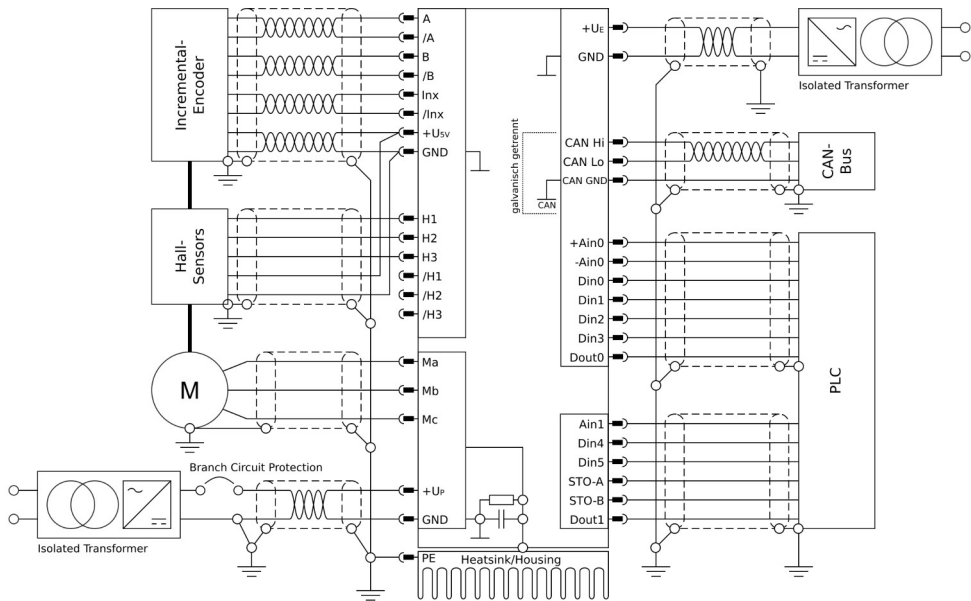 Incremental-
Encoder
A
/A
B
/B
Inx
/Inx
+U5V
GND
Hall-
Sensors
H1
H2
H3
/H1
/H2
/H3
M
Ma
Mb
Mc
Branch Circuit Protection
Isolated Transformer
+UP
GND
PE
Heatsink/Housing
+UE
GND
Isolated Transformer
galvanisch getrennt
CAN Hi
CAN Lo
CAN GND
CAN
CAN-
Bus
+Ain0
-Ain0
Din0
Din1
Din2
Din3
Dout0
PLC
Ain1
Din4
Din5
STO-A
STO-B
Dout1